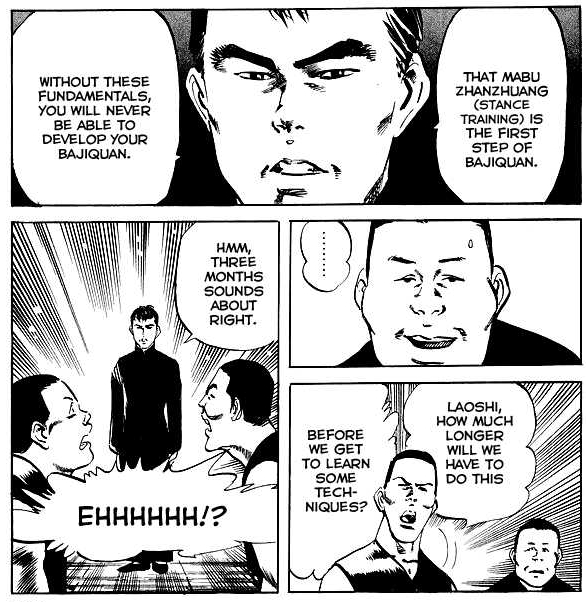 THAT MABU
ZHANZHUANG
(STANCE
TRAINING) IS
THE FIRST
STEP OF
BAJIQUAN.
WITHOUT THESE
FUNDAMENTALS,
YOU WILL NEVER
BE ABLE TO
DEVELOP YOUR
BAJIQUAN.
......
LAOSHI,
HOW MUCH
LONGER
WILL WE
HAVE TO
DO THIS
BEFORE
WE GET
TO LEARN
SOME
TECH-
NIQUES?
HMM,
THREE
MONTHS
SOUNDS
ABOUT
RIGHT.
EHHHHHH!?